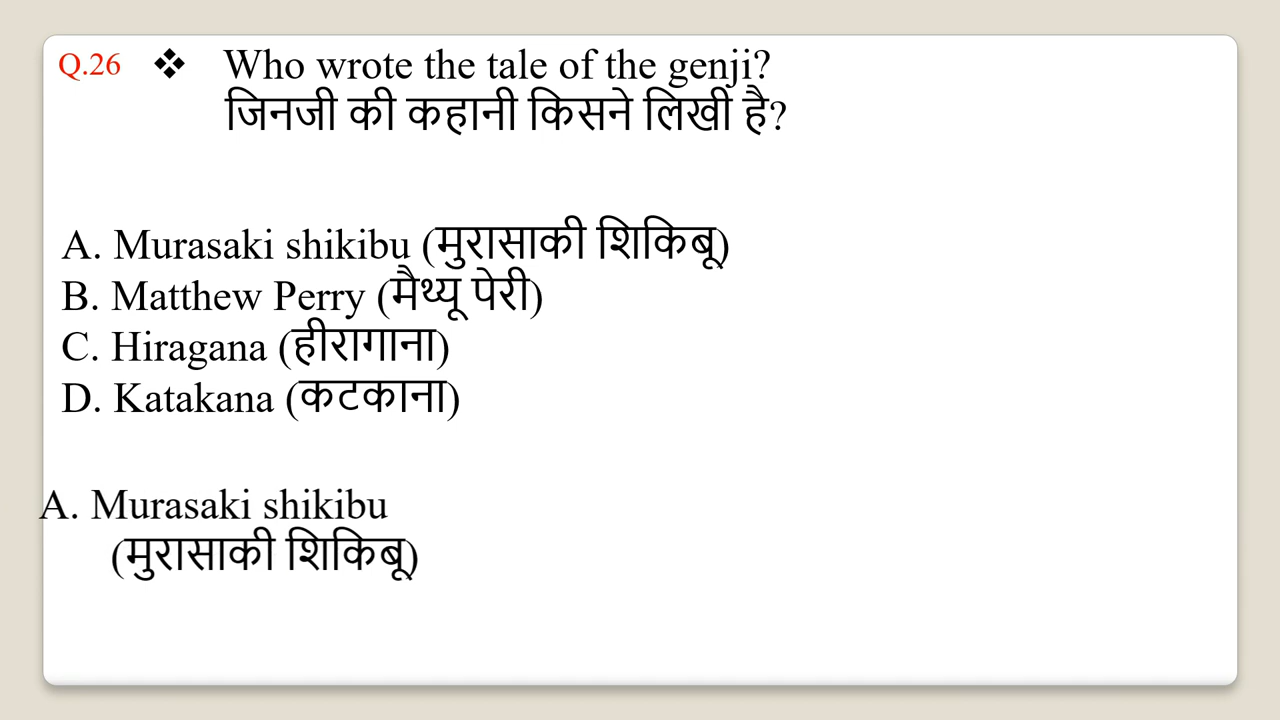 Q.26 ❖ Who wrote the tale of the genji?
जिनजी की कहानी किसने लिखी है?
A. Murasaki shikibu (मुरासाकी शिकिबू)
B. Matthew Perry (मैथ्यू पेरी)
C. Hiragana (हीरागाना)
D. Katakana (कटकाना)
A. Murasaki shikibu
(मुरासाकी शिकिबू)